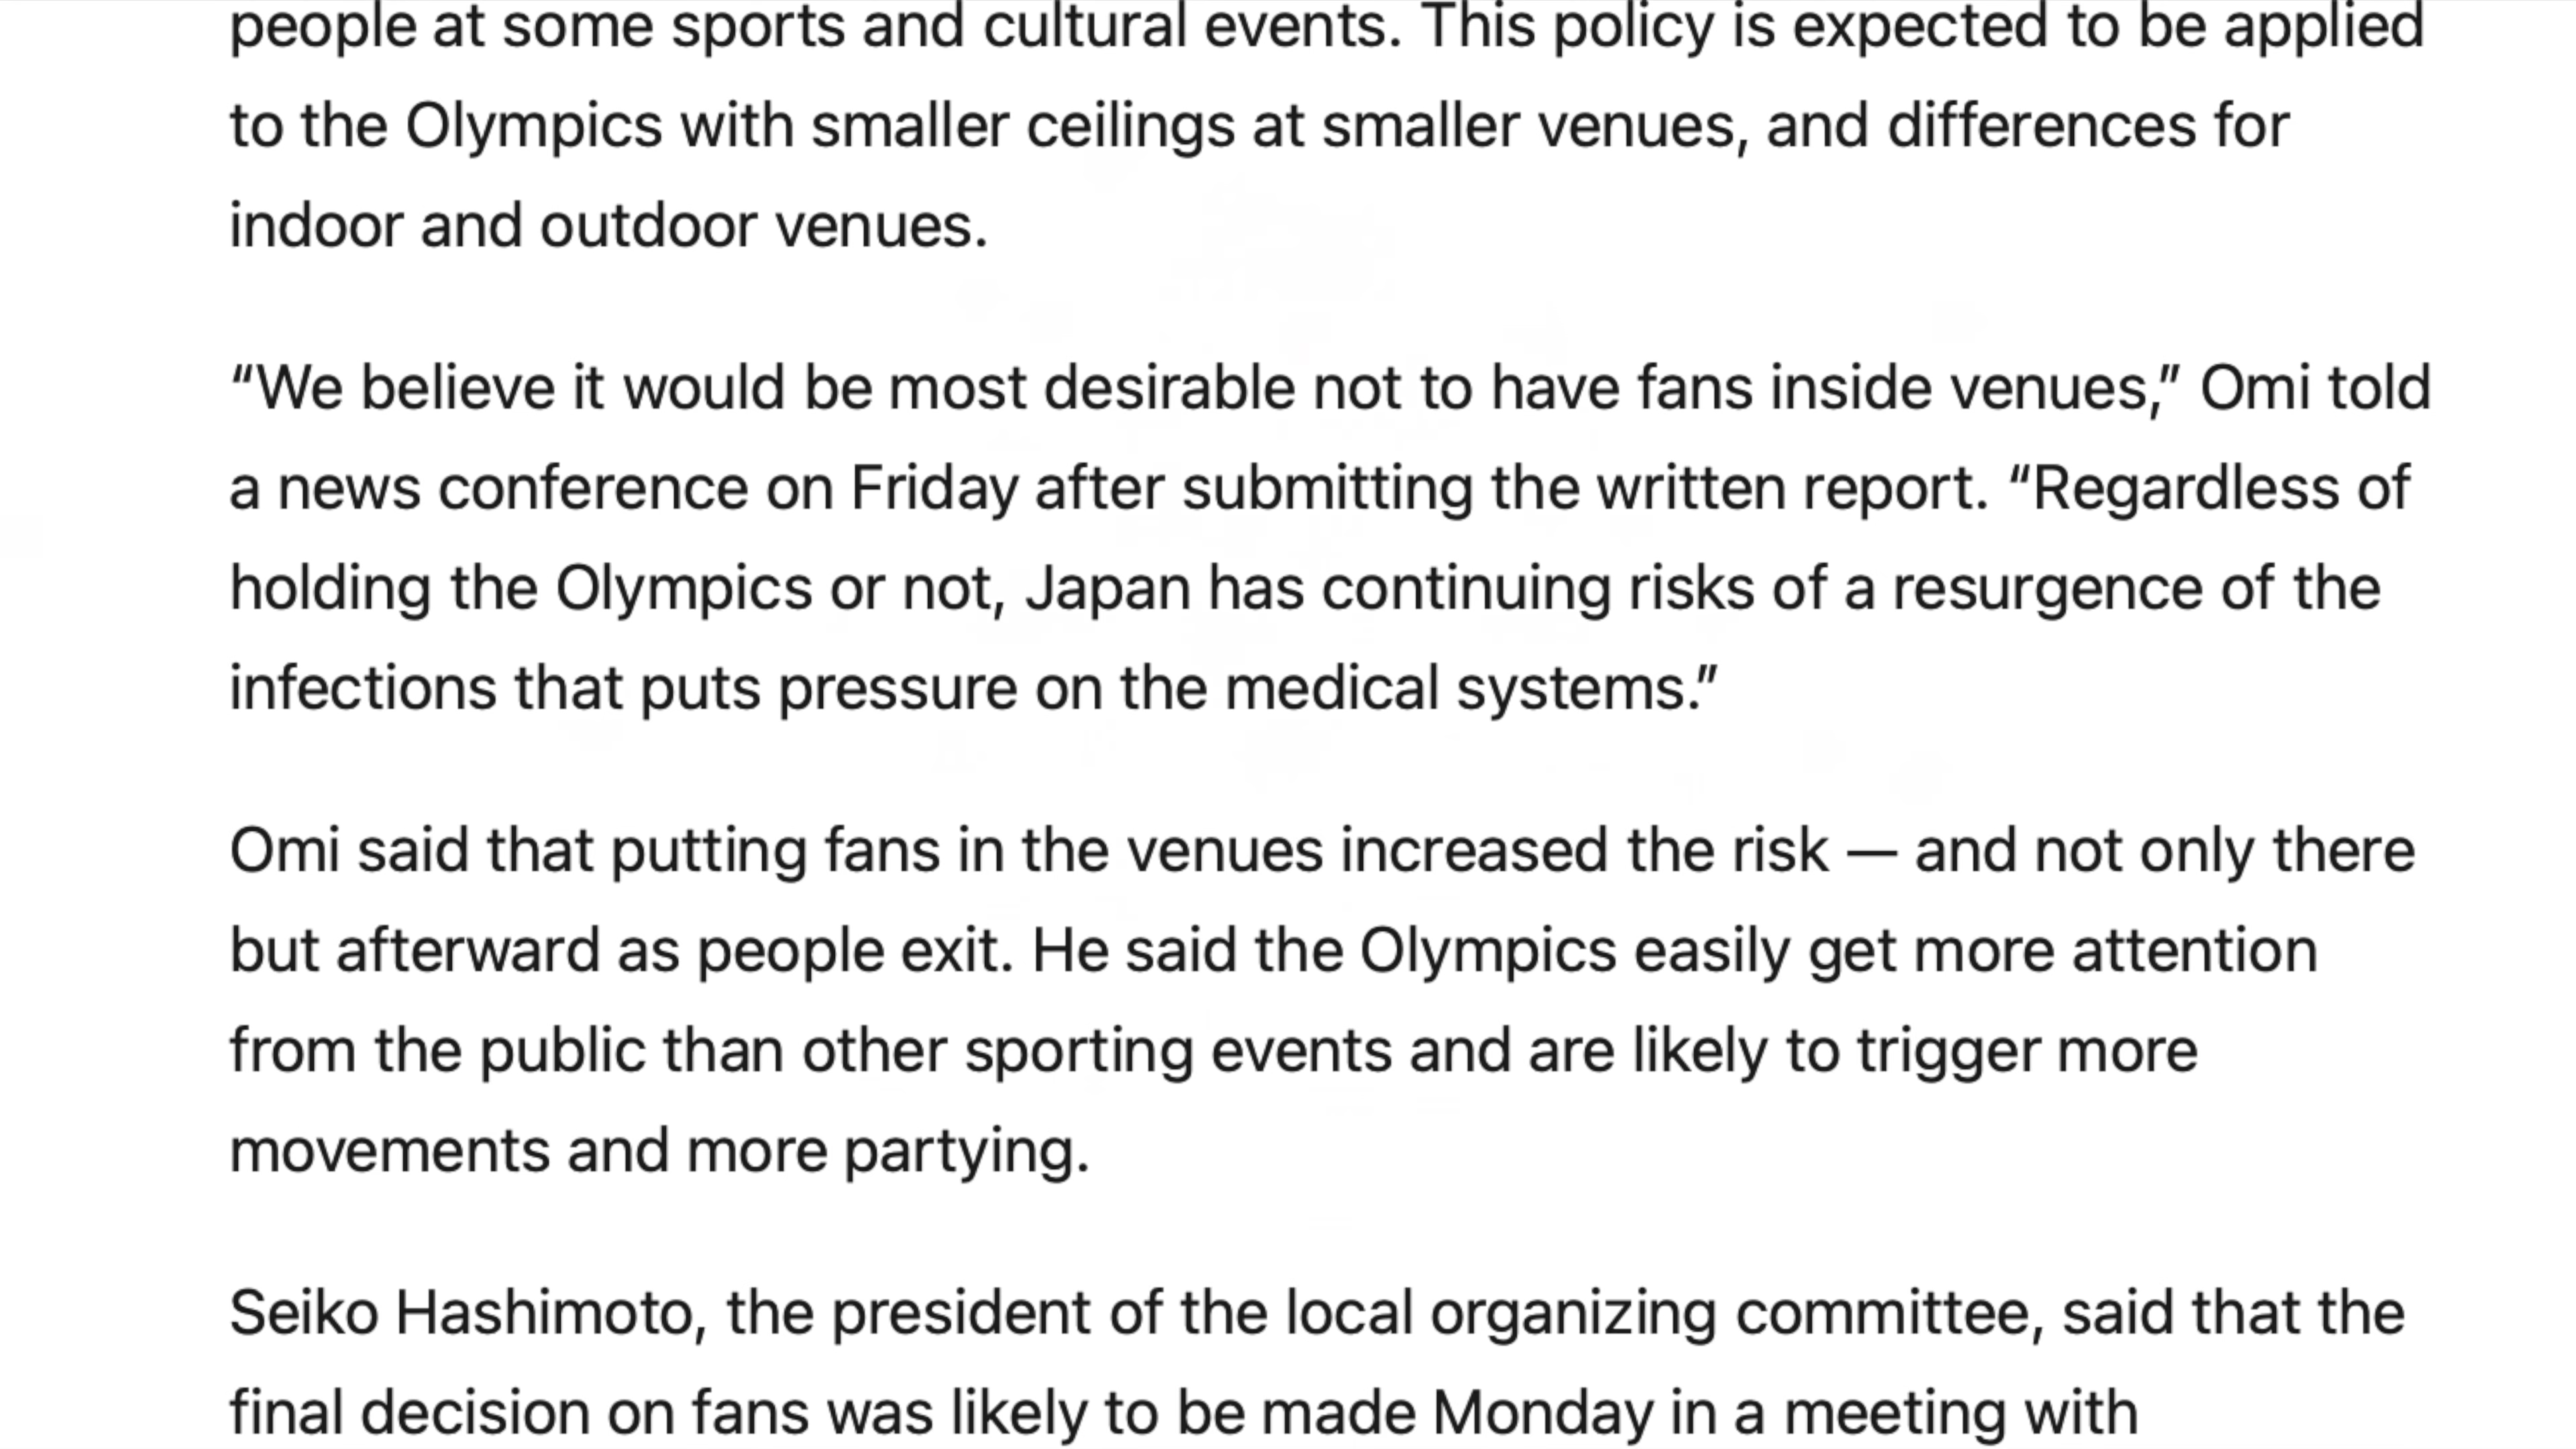 people at some sports and cultural events. This policy is expected to be applied
to the Olympics with smaller ceilings at smaller venues, and differences for
indoor and outdoor venues.
“We believe it would be most desirable not to have fans inside venues,” Omi told
a news conference on Friday after submitting the written report. “Regardless of
holding the Olympics or not, Japan has continuing risks of a resurgence of the
infections that puts pressure on the medical systems.”
Omi said that putting fans in the venues increased the risk — and not only there
but afterward as people exit. He said the Olympics easily get more attention
from the public than other sporting events and are likely to trigger more
movements and more partying.
Seiko Hashimoto, the president of the local organizing committee, said that the
final decision on fans was likely to be made Monday in a meeting with